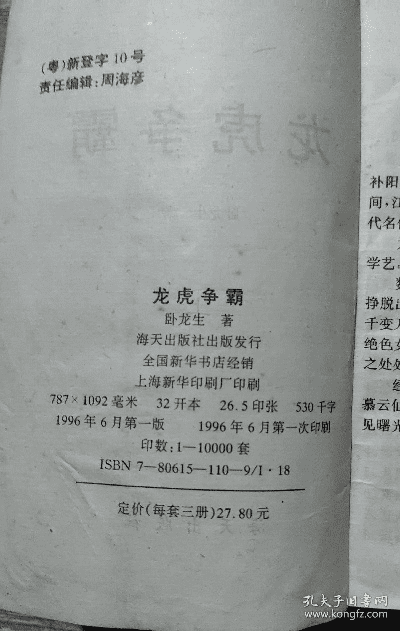 (粤)新登字10号
责任编辑:周海彦
龙虎争霸
龙虎争霸
卧龙生 著
海天出版社出版发行
全国新华书店经销
上海新华印刷厂印刷
787×1092毫米 32开本 26.5印张 530千字
1996年6月第一版 1996年6月第一次印刷
印数:1—10000套
ISBN 7—80615—110—9/I·18
定价(每套三册)27.80元
补阳
间,江
代名
学艺。
挣脱出
千变
绝色
之处处
慕云仙
见曙光
孔夫子旧书网
www.kongfz.com